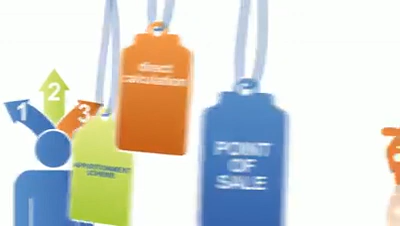 1
2
3
direct
calculation
APPORTIONMENT
SCHEME
POINT
OF
SALE